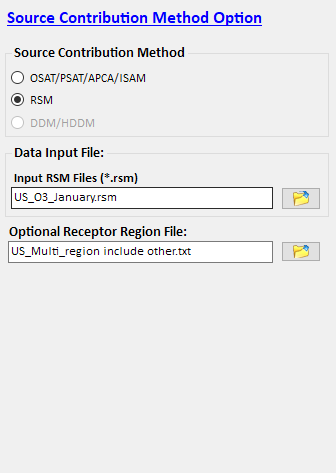 Source Contribution Method Option
Source Contribution Method
OSAT/PSAT/APCA/ISAM
RSM
DDM/HDDM
Data Input File:
Input RSM Files (*.rsm)
US_O3_January.rsm
Optional Receptor Region File:
US_Multi_region include other.txt